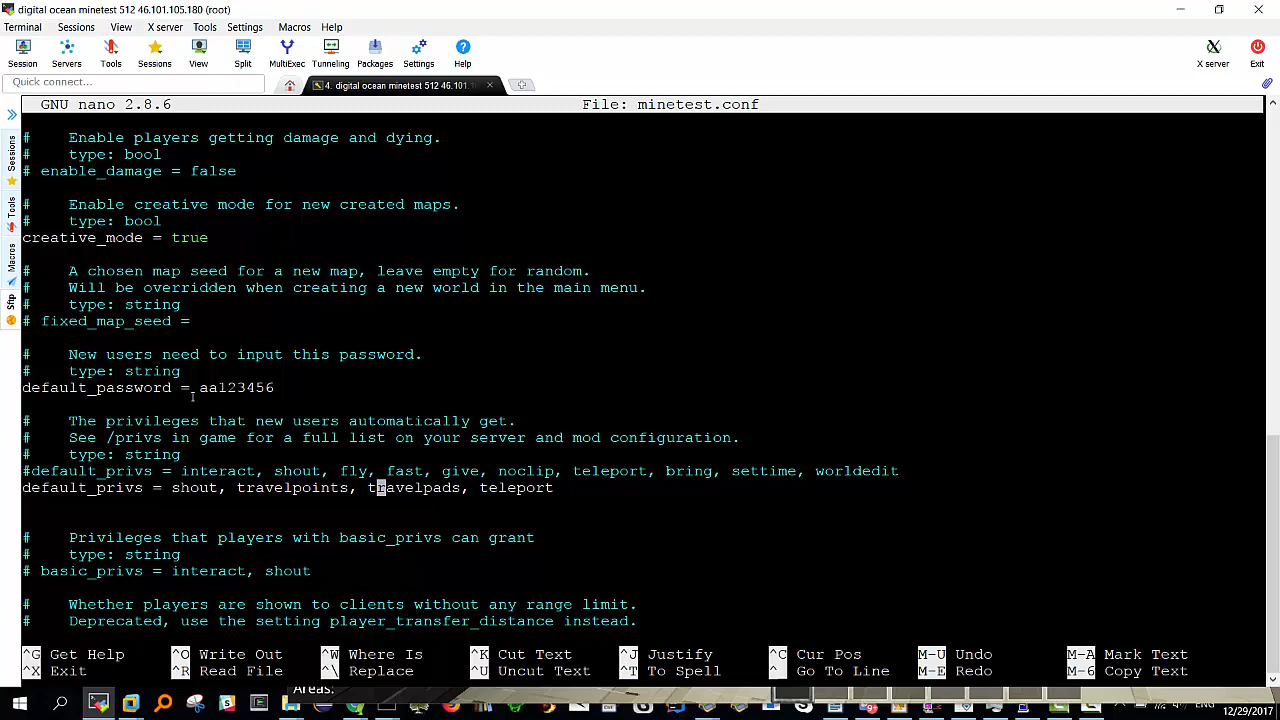 digital ocean minetest 512 46.101.105.180 (root)
Terminal Sessions View X server Tools Settings Macros Help
Session Servers Tools Sessions View Split MultiExec Tunneling Packages Settings Help X server Exit
Quick connect...
4. digital ocean minetest 512 46.101.
GNU nano 2.8.6 File: minetest.conf
Sessions
Tools
Macros
Sftp
# Enable players getting damage and dying.
# type: bool
# enable_damage = false
# Enable creative mode for new created maps.
# type: bool
creative_mode = true
# A chosen map seed for a new map, leave empty for random.
# Will be overridden when creating a new world in the main menu.
# type: string
# fixed_map_seed =
# New users need to input this password.
# type: string
default_password = aa123456
# The privileges that new users automatically get.
# See /privs in game for a full list on your server and mod configuration.
# type: string
#default_privs = interact, shout, fly, fast, give, noclip, teleport, bring, settime, worldedit
default_privs = shout, travelpoints, travelpads, teleport
# Privileges that players with basic_privs can grant
# type: string
# basic_privs = interact, shout
# Whether players are shown to clients without any range limit.
# Deprecated, use the setting player_transfer_distance instead.
^G Get Help ^O Write Out ^W Where Is ^K Cut Text ^J Justify ^C Cur Pos M-U Undo M-A Mark Text
^X Exit ^R Read File ^\ Replace ^U Uncut Text ^T To Spell ^_ Go To Line M-E Redo M-6 Copy Text
Areas:
ENG
12/29/2017